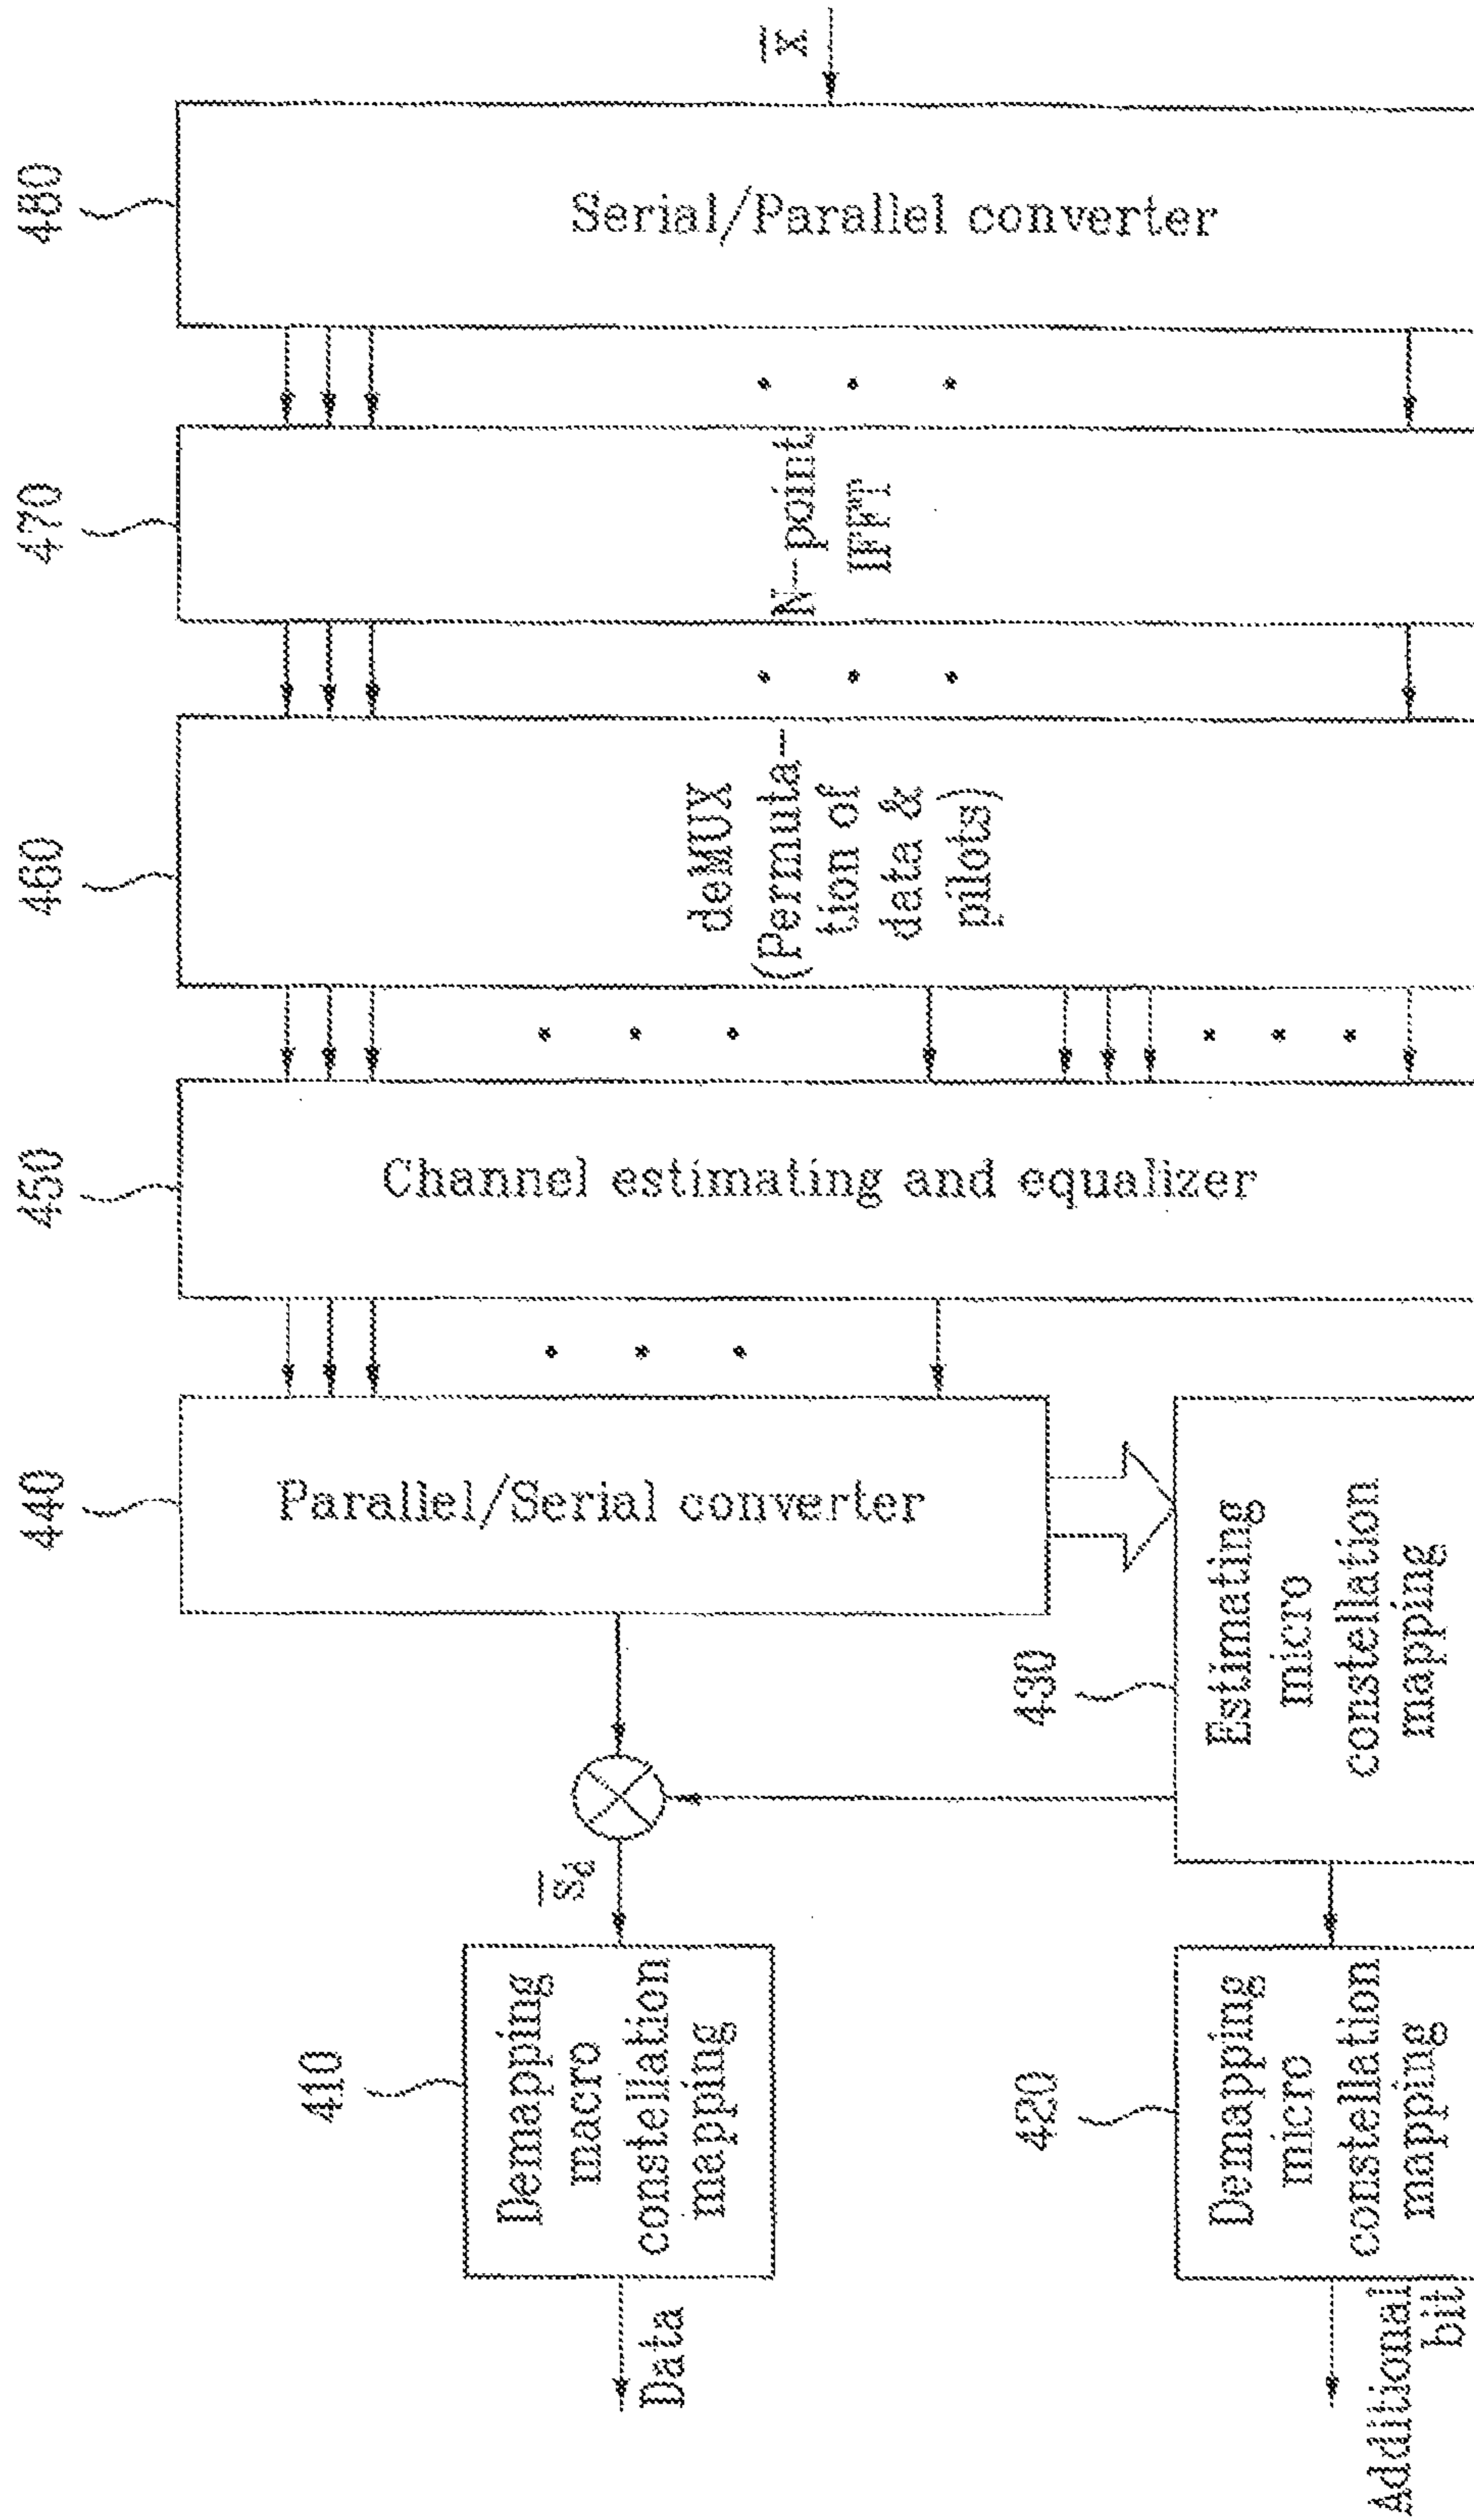 410
Demapping
macro
constellation
mapping
Data
s̄d
440
Parallel/Serial converter
450
Channel estimating and equalizer
460
deMUX
(Permuta-
tion of
data &
pilots)
470
N-point
IFFT
480
Serial/Parallel converter
x̄
420
Demapping
micro
constellation
mapping
Additional
bit
430
Estimating
micro
constellation
mapping